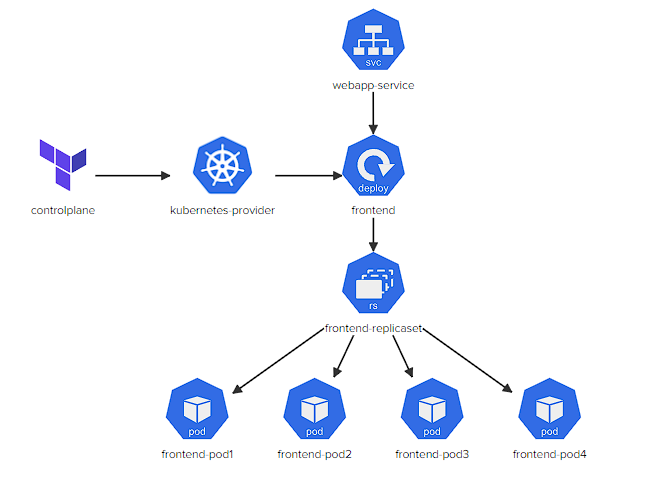 svc
webapp-service
deploy
controlplane
kubernetes-provider
frontend
rs
frontend-replicaset
pod
pod
pod
pod
frontend-pod1
frontend-pod2
frontend-pod3
frontend-pod4